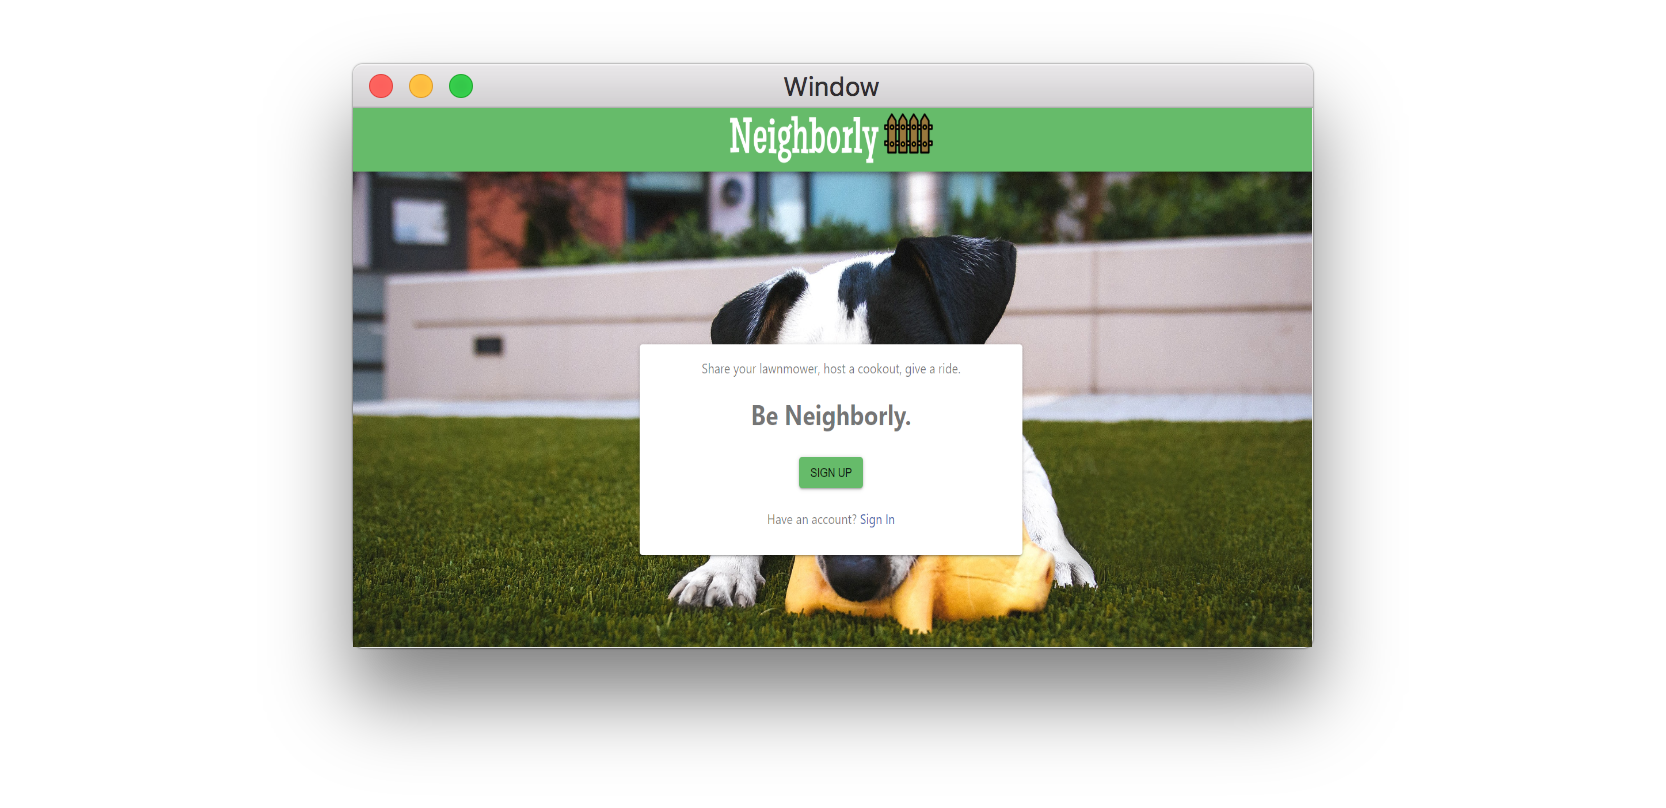 Window
Neighborly
Share your lawnmower, host a cookout, give a ride.
Be Neighborly.
SIGN UP
Have an account? Sign In